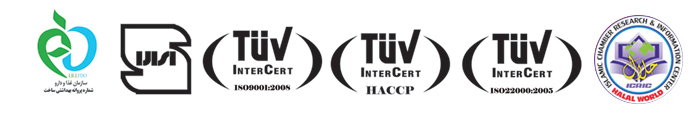 سازمان غذا و دارو
شماره پروانه بهداشتی ساخت
TÜV
INTERCERT
ISO9001:2008
TÜV
INTERCERT
HACCP
TÜV
INTERCERT
ISO22000:2005
ISLAMIC CHAMBER RESEARCH & INFORMATION CENTER
حلال
ICRIC
HALAL WORLD